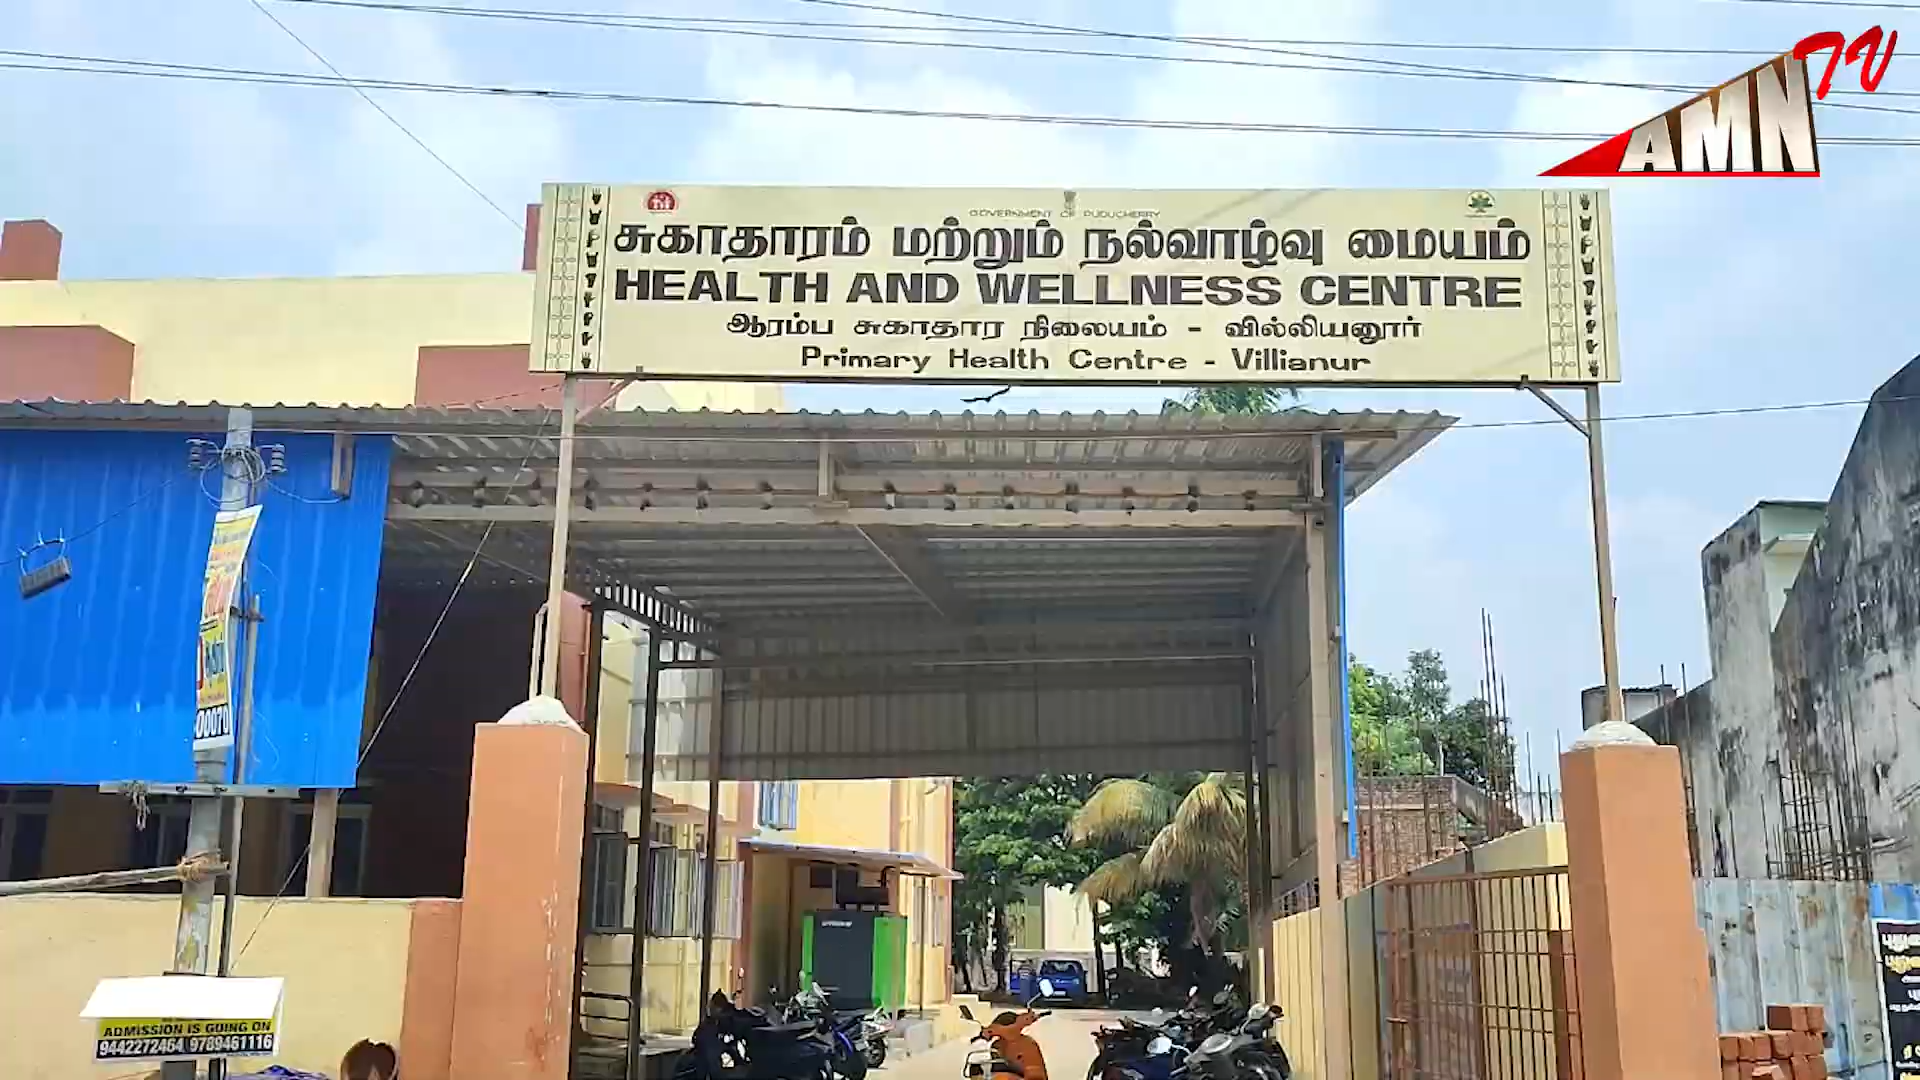 AMN TV
GOVERNMENT OF PUDUCHERRY
சுகாதாரம் மற்றும் நல்வாழ்வு மையம்
HEALTH AND WELLNESS CENTRE
ஆரம்ப சுகாதார நிலையம் - வில்லியனூர்
Primary Health Centre - Villianur
00070
ADMISSION IS GOING ON
9442272464 9789461116